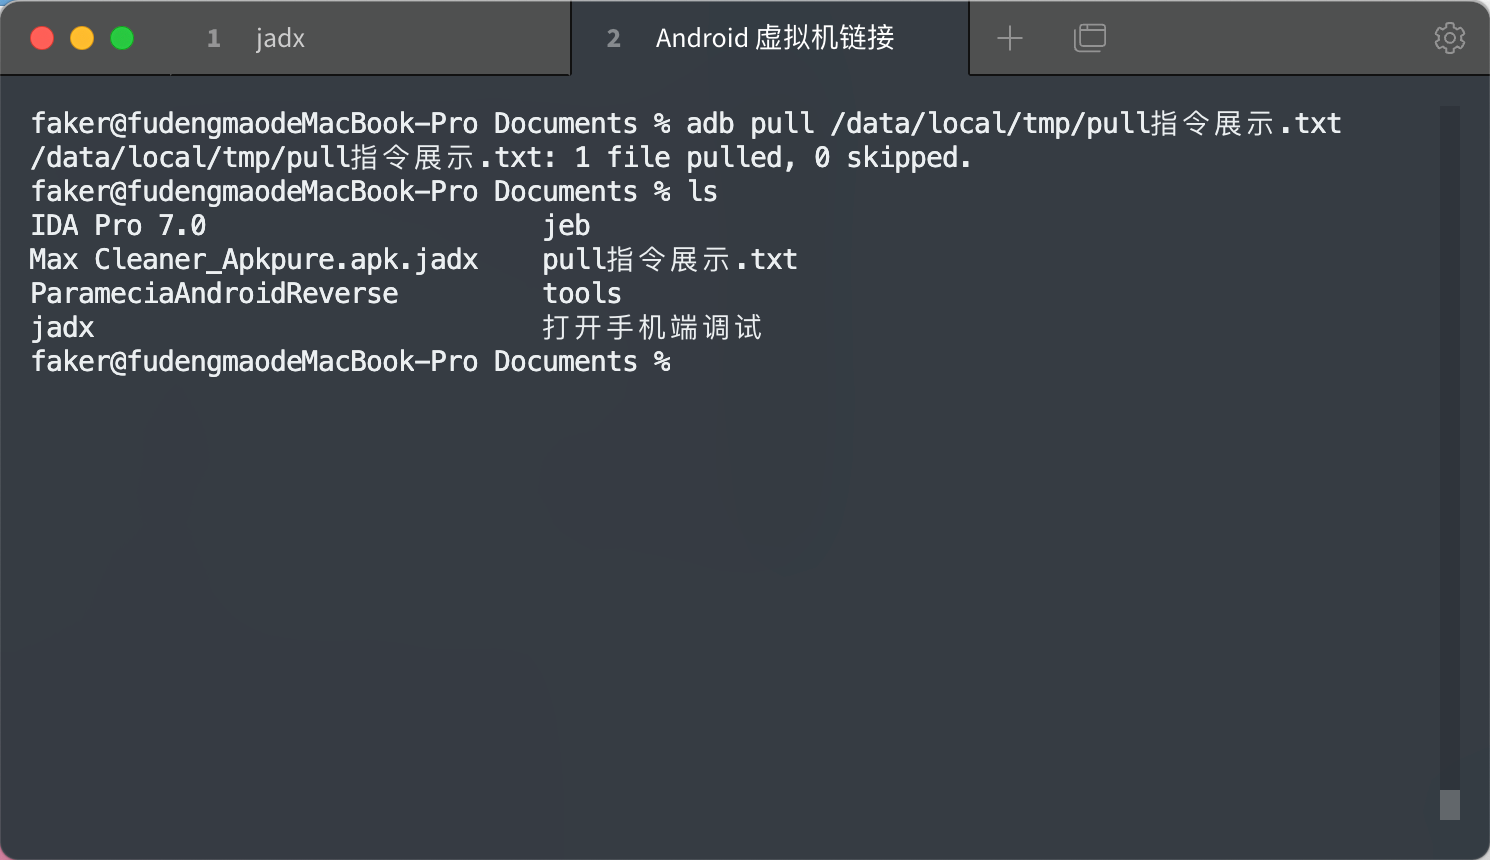 1 jadx 2 Android 虚拟机链接
faker@fudengmaodeMacBook-Pro Documents % adb pull /data/local/tmp/pull指令展示.txt
/data/local/tmp/pull指令展示.txt: 1 file pulled, 0 skipped.
faker@fudengmaodeMacBook-Pro Documents % ls
IDA Pro 7.0 jeb
Max Cleaner_Apkpure.apk.jadx pull指令展示.txt
ParameciaAndroidReverse tools
jadx 打开手机端调试
faker@fudengmaodeMacBook-Pro Documents %